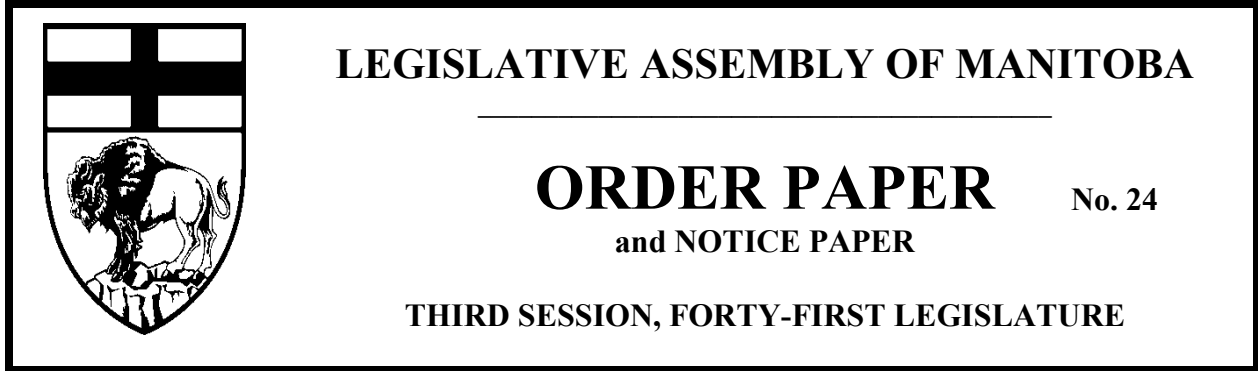 LEGISLATIVE ASSEMBLY OF MANITOBA
ORDER PAPER No. 24
and NOTICE PAPER
THIRD SESSION, FORTY-FIRST LEGISLATURE